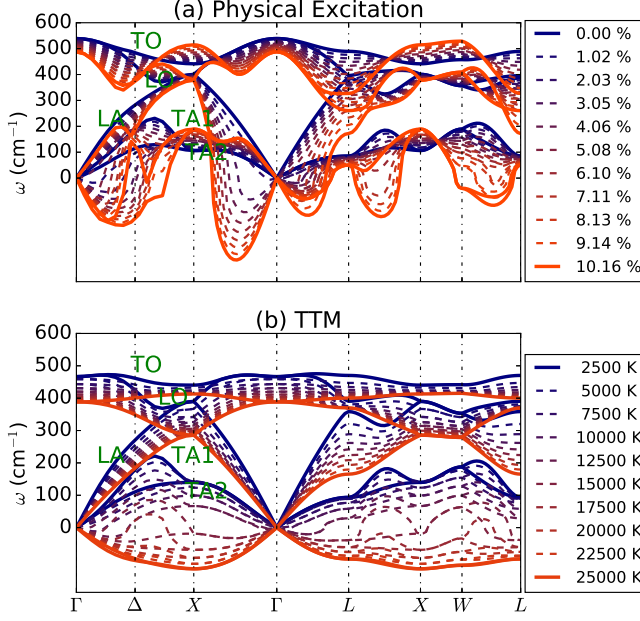 (a) Physical Excitation
600
500
400
300
200
100
0
ω (cm⁻¹)
TO
LO
LA
TA1
TA2
0.00 %
1.02 %
2.03 %
3.05 %
4.06 %
5.08 %
6.10 %
7.11 %
8.13 %
9.14 %
10.16 %
(b) TTM
600
500
400
300
200
100
0
ω (cm⁻¹)
TO
LO
LA
TA1
TA2
Γ Δ X Γ L X W L
2500 K
5000 K
7500 K
10000 K
12500 K
15000 K
17500 K
20000 K
22500 K
25000 K